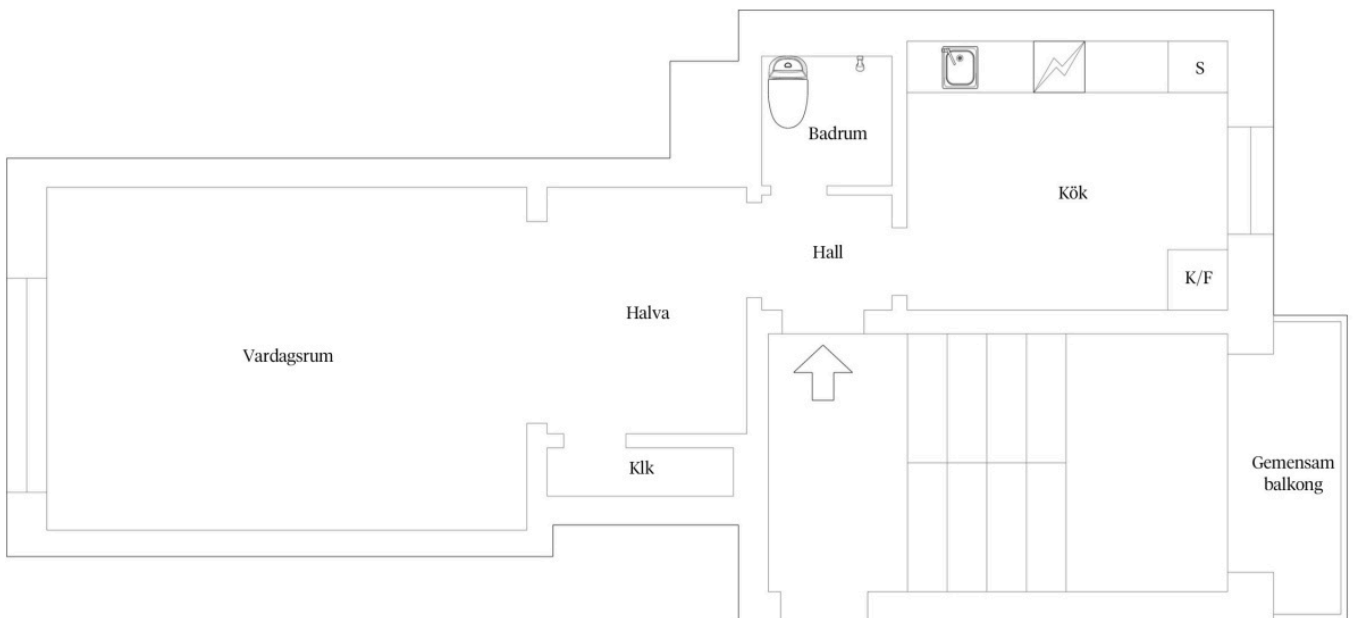 S
Badrum
Kök
Hall
K/F
Halva
Vardagsrum
Klk
Gemensam
balkong